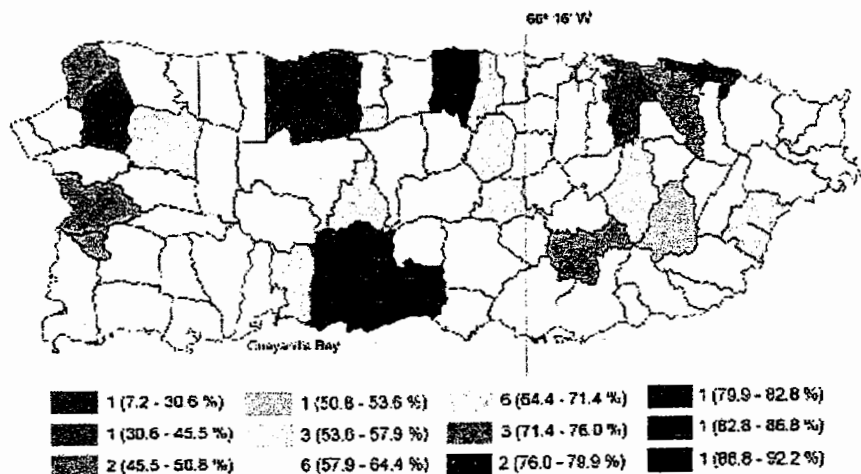 66° 16' W
Guayanilla Bay
1 (7.2 - 30.6 %) 1 (50.8 - 53.6 %) 6 (64.4 - 71.4 %) 1 (79.9 - 82.8 %)
1 (30.6 - 45.5 %) 3 (53.6 - 57.9 %) 3 (71.4 - 76.0 %) 1 (82.8 - 86.8 %)
2 (45.5 - 50.8 %) 6 (57.9 - 64.4 %) 2 (76.0 - 79.9 %) 1 (86.8 - 92.2 %)